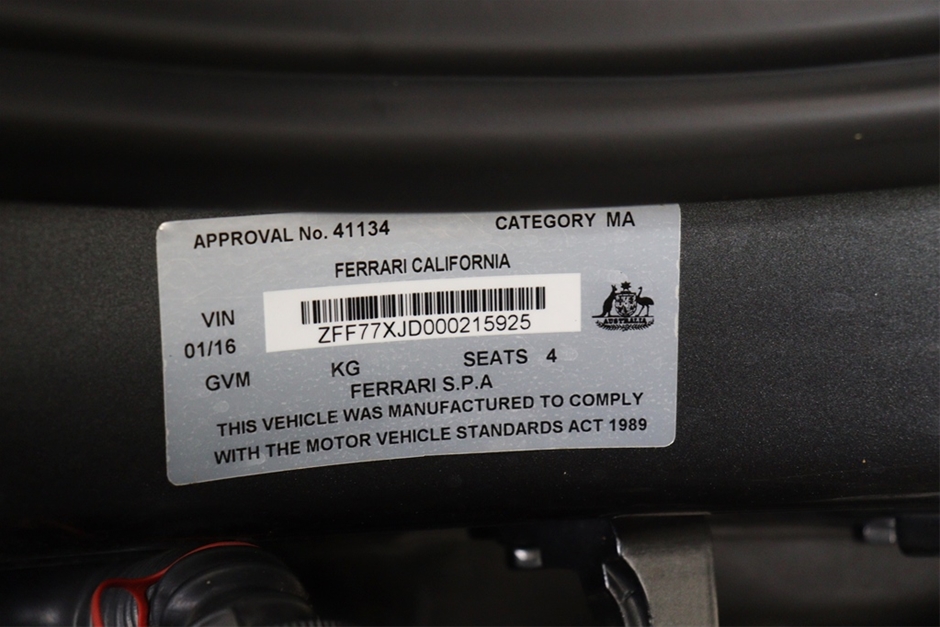 APPROVAL No. 41134 CATEGORY MA
FERRARI CALIFORNIA
VIN ZFF77XJD000215925
AUSTRALIA
01/16
GVM KG SEATS 4
FERRARI S.P.A
THIS VEHICLE WAS MANUFACTURED TO COMPLY
WITH THE MOTOR VEHICLE STANDARDS ACT 1989